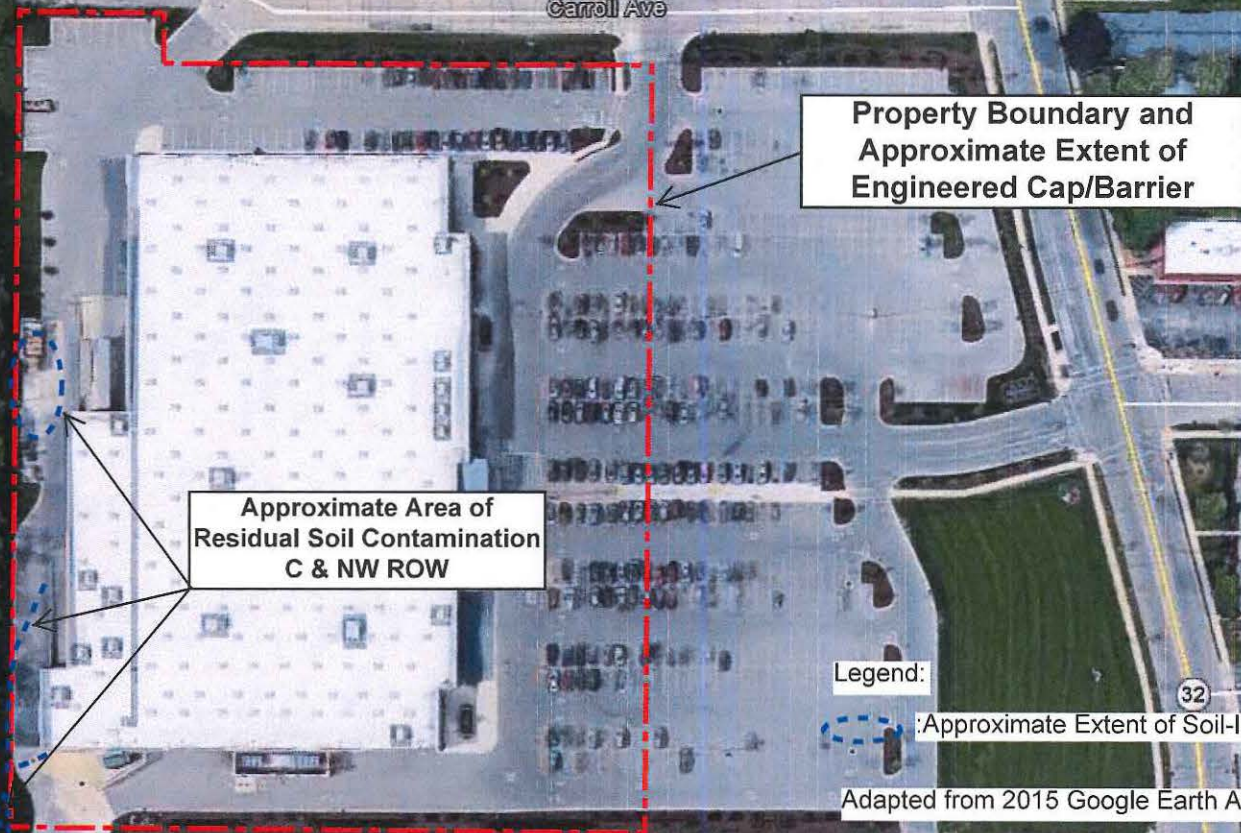 Carroll Ave
Property Boundary and
Approximate Extent of
Engineered Cap/Barrier
Approximate Area of
Residual Soil Contamination
C & NW ROW
Legend:
32
:Approximate Extent of Soil-I
Adapted from 2015 Google Earth A